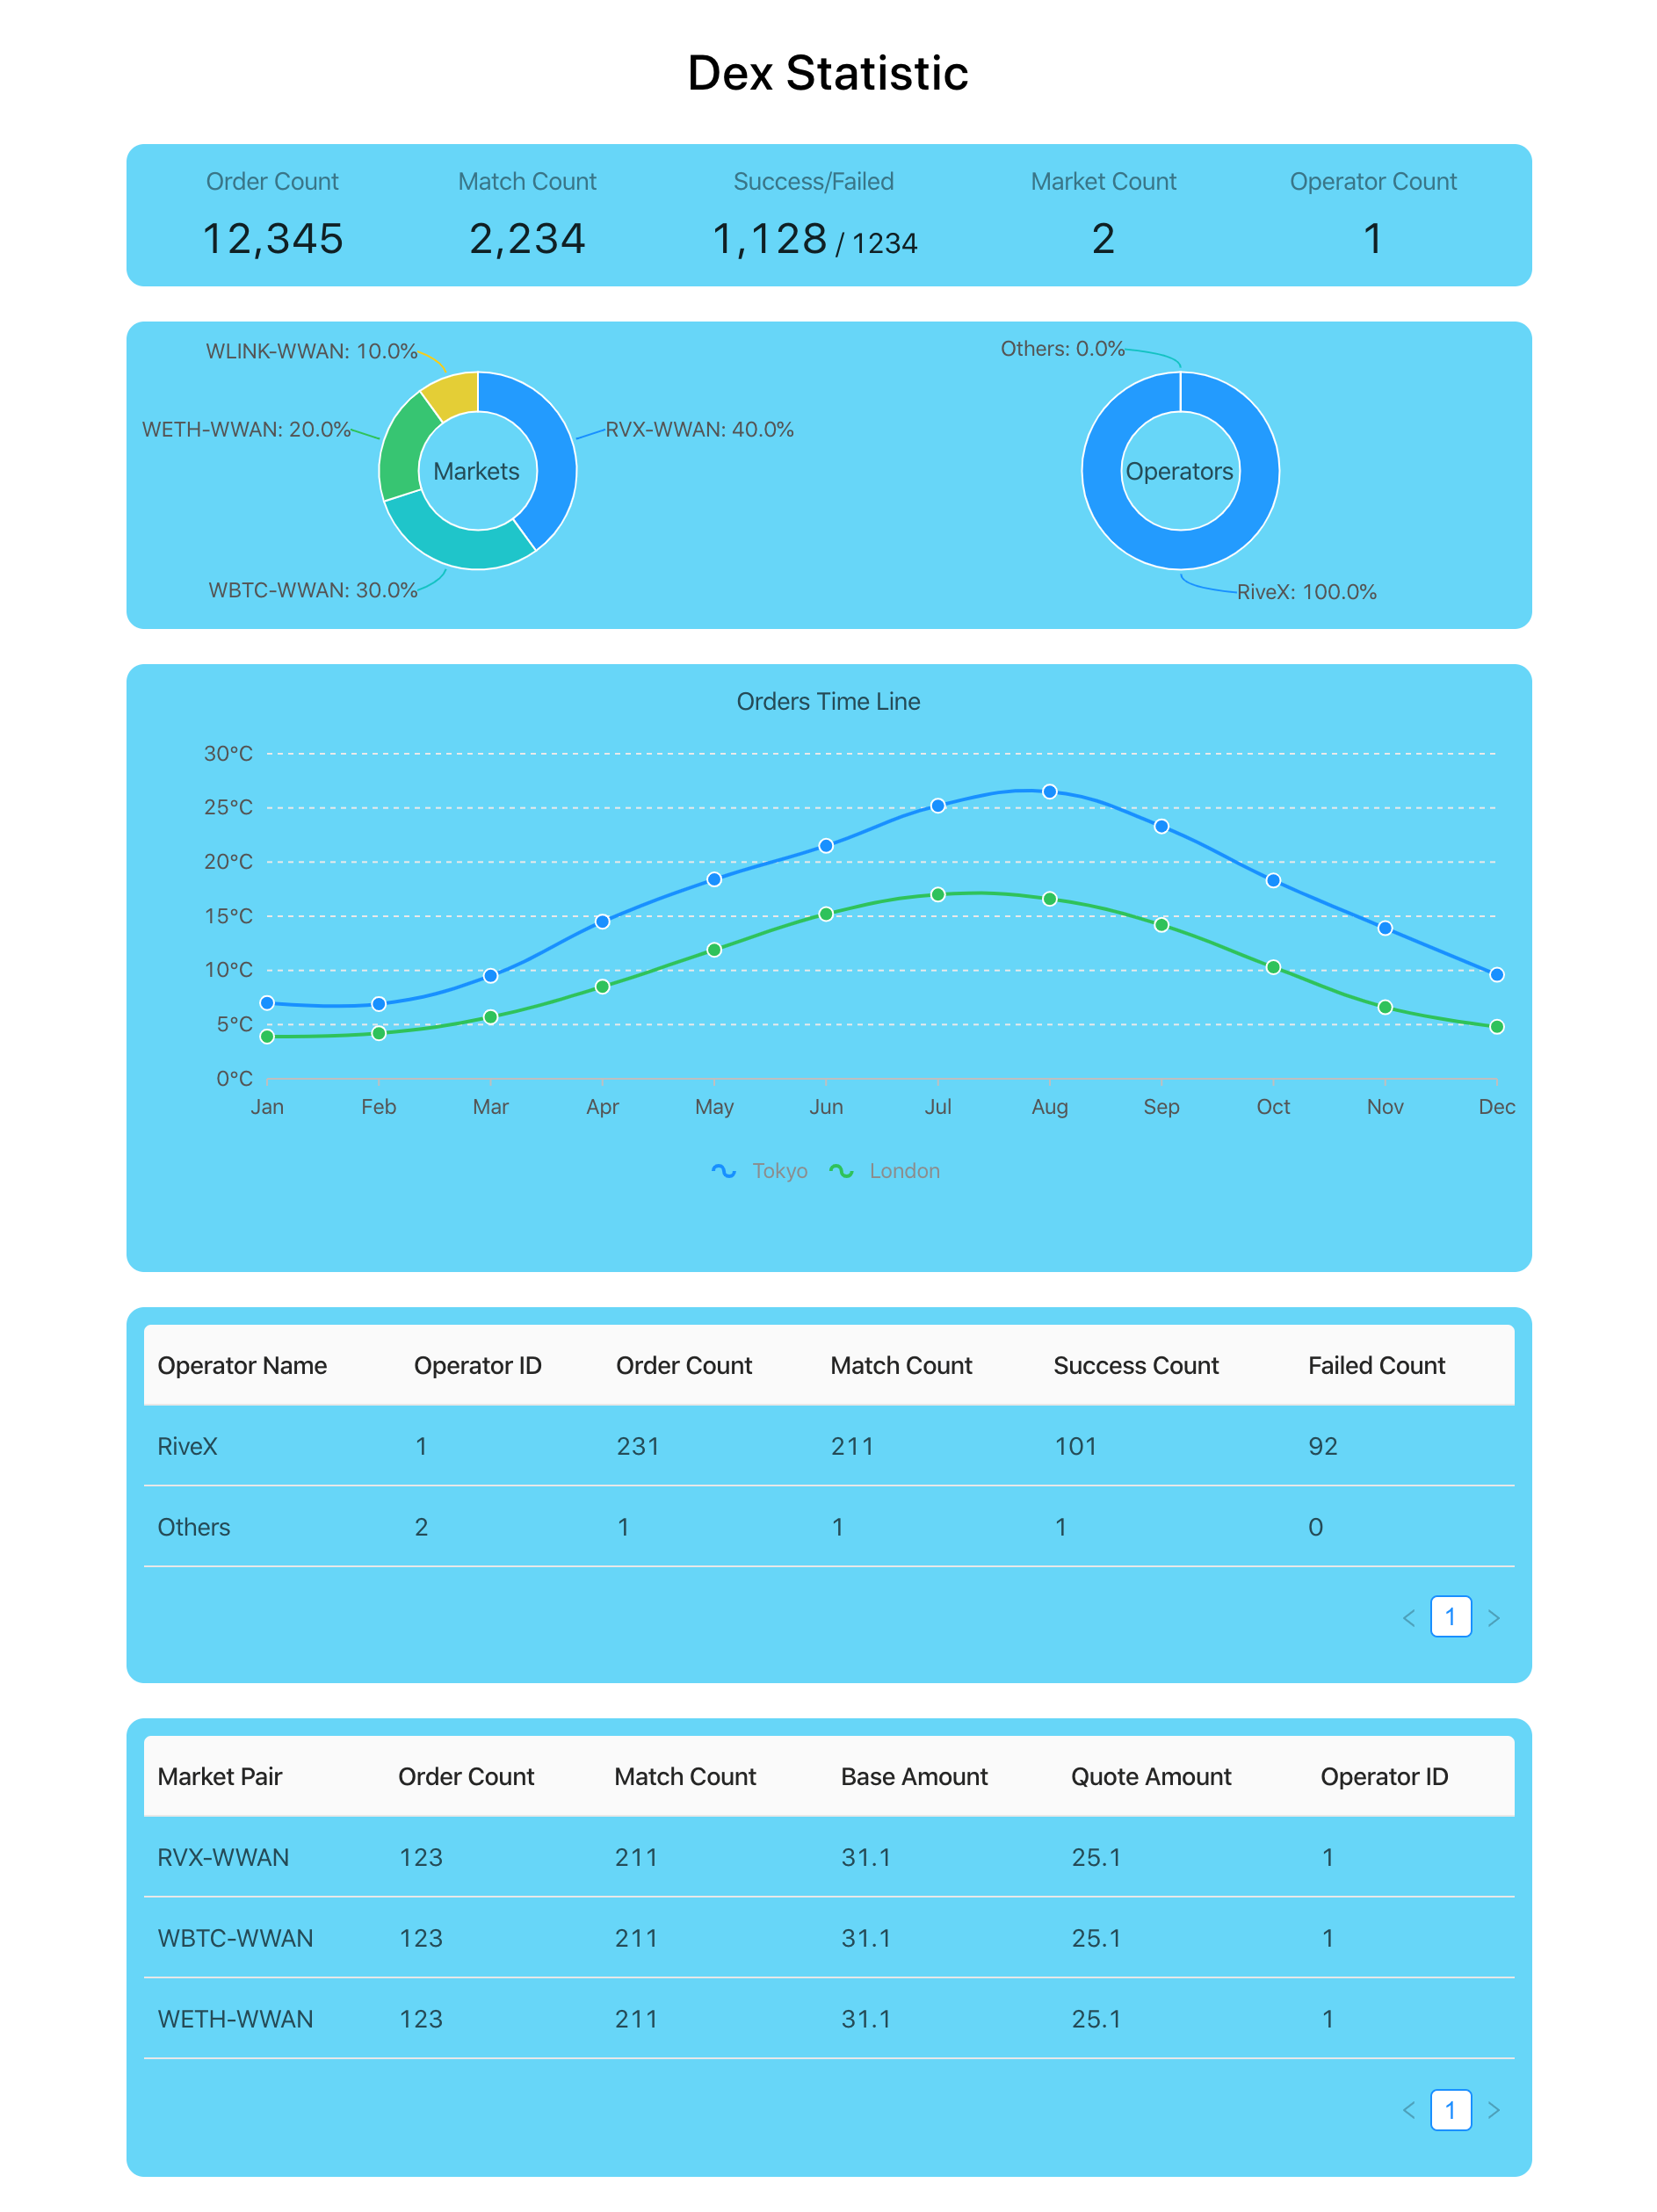 Dex Statistic
Order Count Match Count Success/Failed Market Count Operator Count
12,345 2,234 1,128 / 1234 2 1
WLINK-WWAN: 10.0%
Others: 0.0%
WETH-WWAN: 20.0%
RVX-WWAN: 40.0%
Markets
Operators
WBTC-WWAN: 30.0%
RiveX: 100.0%
Orders Time Line
30°C
25°C
20°C
15°C
10°C
5°C
0°C
Jan Feb Mar Apr May Jun Jul Aug Sep Oct Nov Dec
Tokyo London
Operator Name Operator ID Order Count Match Count Success Count Failed Count
RiveX 1 231 211 101 92
Others 2 1 1 1 0
< 1 >
Market Pair Order Count Match Count Base Amount Quote Amount Operator ID
RVX-WWAN 123 211 31.1 25.1 1
WBTC-WWAN 123 211 31.1 25.1 1
WETH-WWAN 123 211 31.1 25.1 1
< 1 >